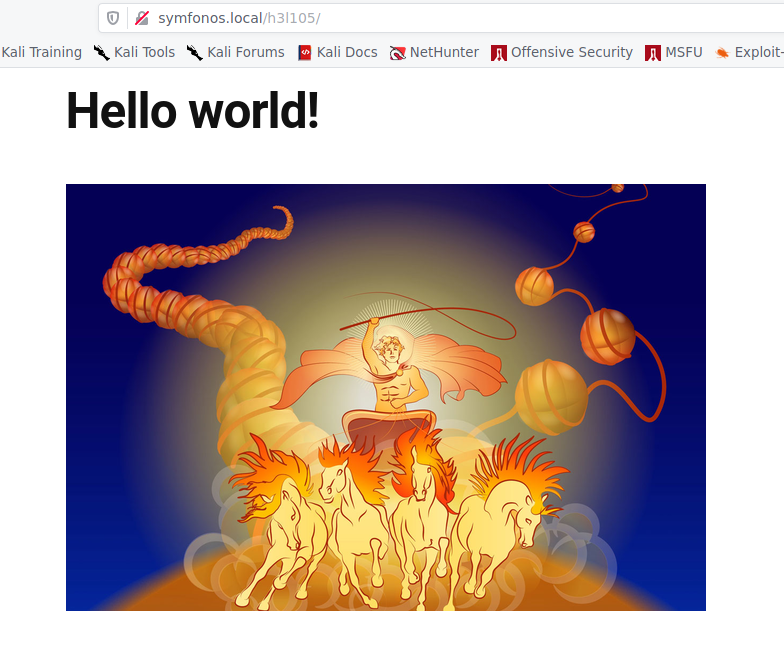 symfonos.local/h3l105/
Kali Training Kali Tools Kali Forums Kali Docs NetHunter Offensive Security MSFU Exploit-
Hello world!